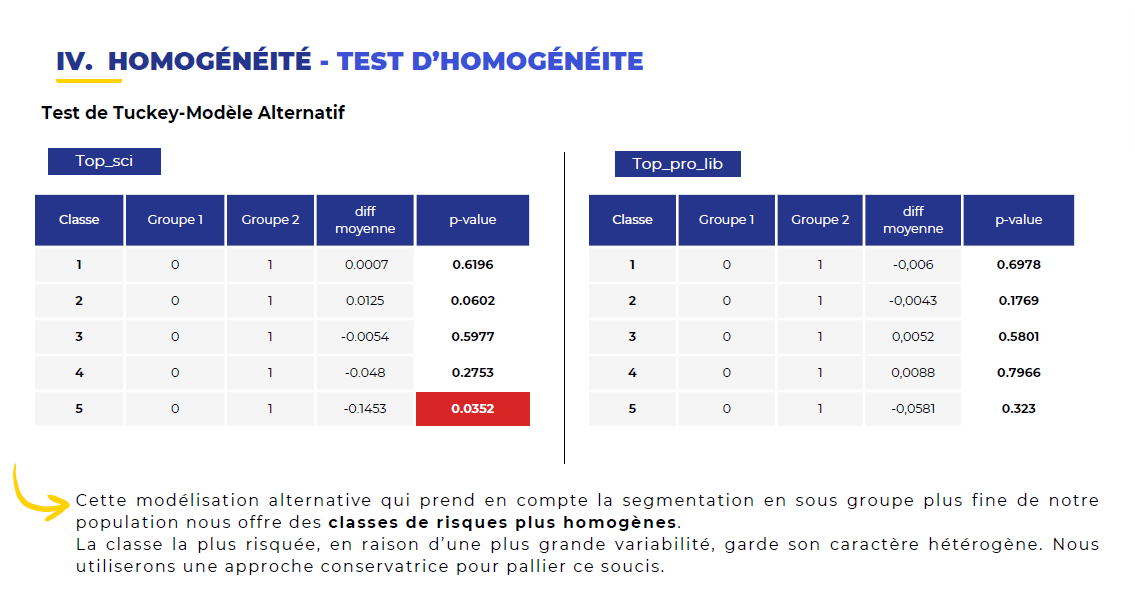 IV. HOMOGÉNÉITÉ - TEST D’HOMOGÉNÉITE
Test de Tuckey-Modèle Alternatif
Top_sci
Classe Groupe 1 Groupe 2 diff moyenne p-value
1 0 1 0.0007 0.6196
2 0 1 0.0125 0.0602
3 0 1 -0.0054 0.5977
4 0 1 -0.048 0.2753
5 0 1 -0.1453 0.0352
Top_pro_lib
Classe Groupe 1 Groupe 2 diff moyenne p-value
1 0 1 -0,006 0.6978
2 0 1 -0,0043 0.1769
3 0 1 0,0052 0.5801
4 0 1 0,0088 0.7966
5 0 1 -0,0581 0.323
Cette modélisation alternative qui prend en compte la segmentation en sous groupe plus fine de notre
population nous offre des classes de risques plus homogènes.
La classe la plus risquée, en raison d’une plus grande variabilité, garde son caractère hétérogène. Nous
utiliserons une approche conservatrice pour pallier ce soucis.